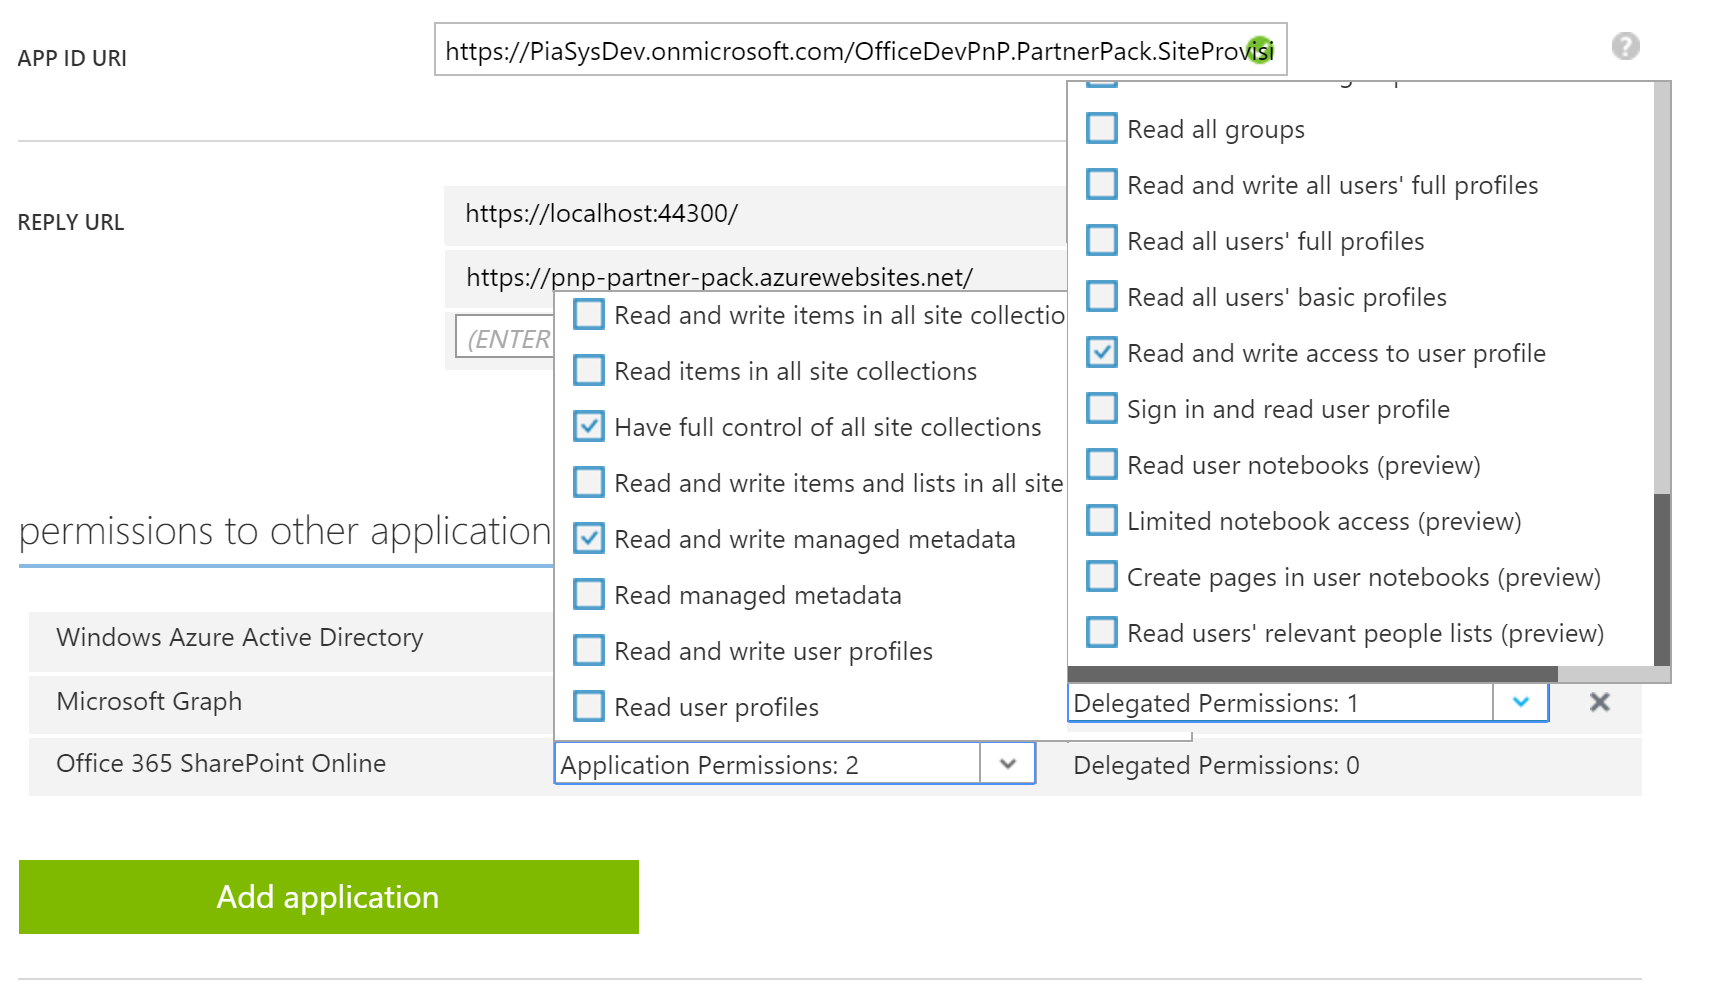 APP ID URI
https://PiaSysDev.onmicrosoft.com/OfficeDevPnP.PartnerPack.SiteProvisi
?
REPLY URL
https://localhost:44300/
https://pnp-partner-pack.azurewebsites.net/
(ENTER
Read all groups
Read and write all users' full profiles
Read all users' full profiles
Read all users' basic profiles
Read and write access to user profile
Sign in and read user profile
Read user notebooks (preview)
Limited notebook access (preview)
Create pages in user notebooks (preview)
Read users' relevant people lists (preview)
Read and write items in all site collectio
Read items in all site collections
Have full control of all site collections
Read and write items and lists in all site
Read and write managed metadata
Read managed metadata
Read and write user profiles
Read user profiles
permissions to other application
Windows Azure Active Directory
Microsoft Graph
Delegated Permissions: 1
Office 365 SharePoint Online
Application Permissions: 2
Delegated Permissions: 0
Add application